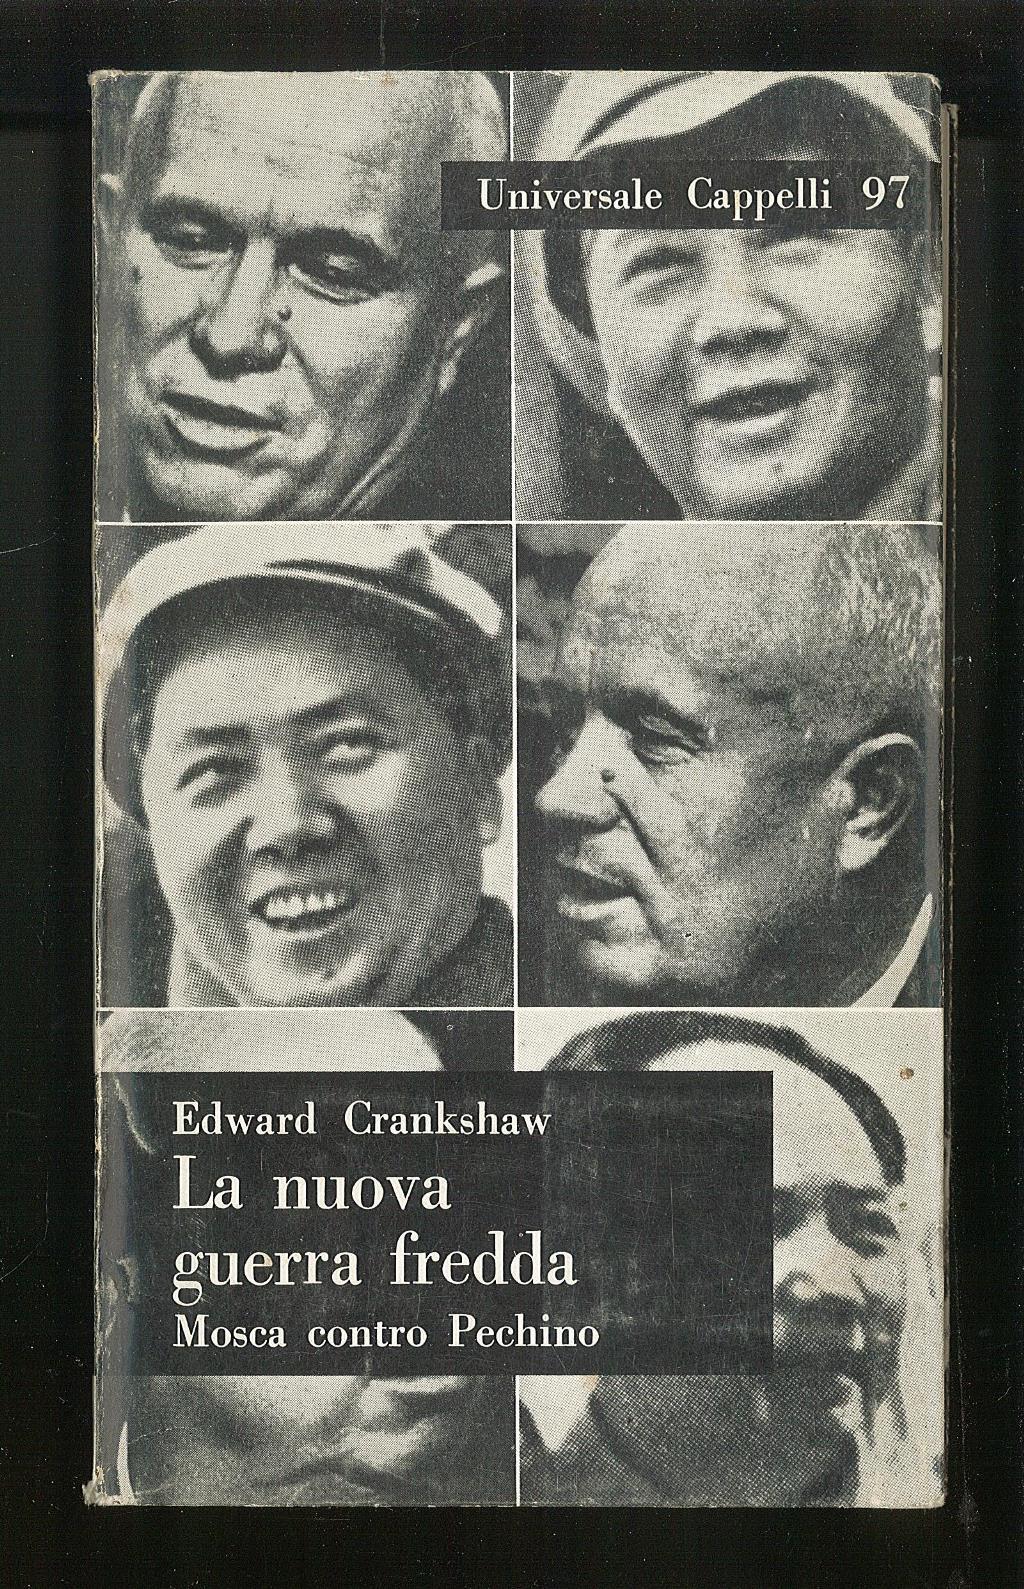 Universale Cappelli 97
Edward Crankshaw
La nuova
guerra fredda
Mosca contro Pechino